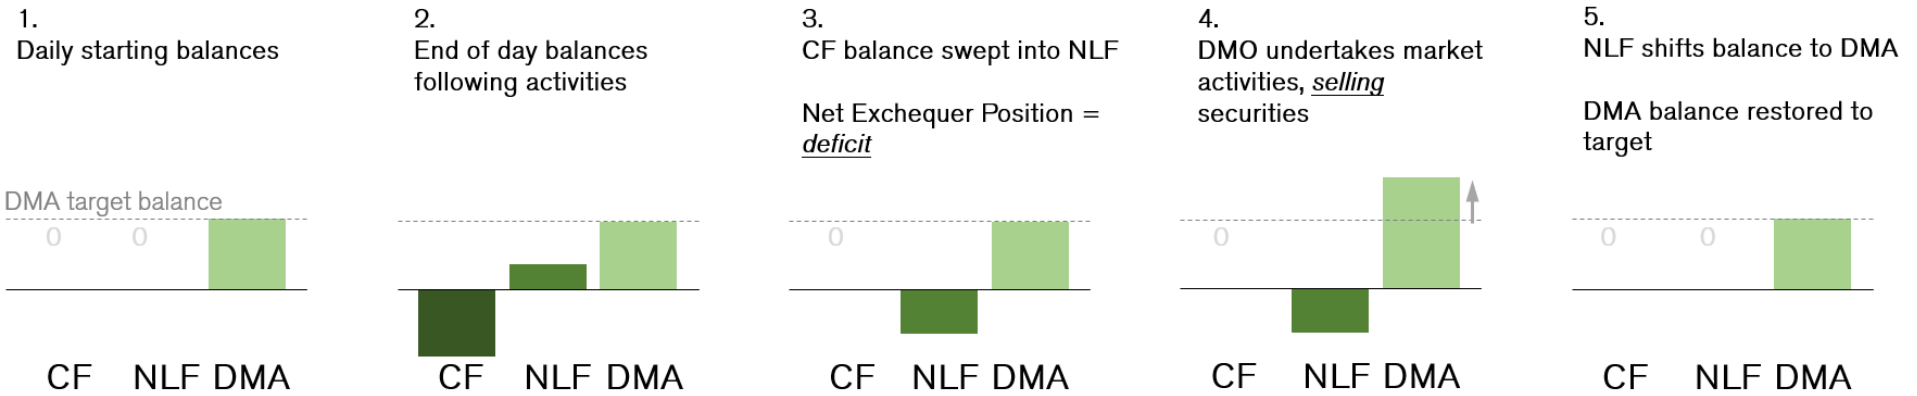 1.
Daily starting balances
DMA target balance
0 0
CF NLF DMA
2.
End of day balances
following activities
CF NLF DMA
3.
CF balance swept into NLF
Net Exchequer Position =
deficit
0
CF NLF DMA
4.
DMO undertakes market
activities, selling
securities
0
CF NLF DMA
5.
NLF shifts balance to DMA
DMA balance restored to
target
0 0
CF NLF DMA